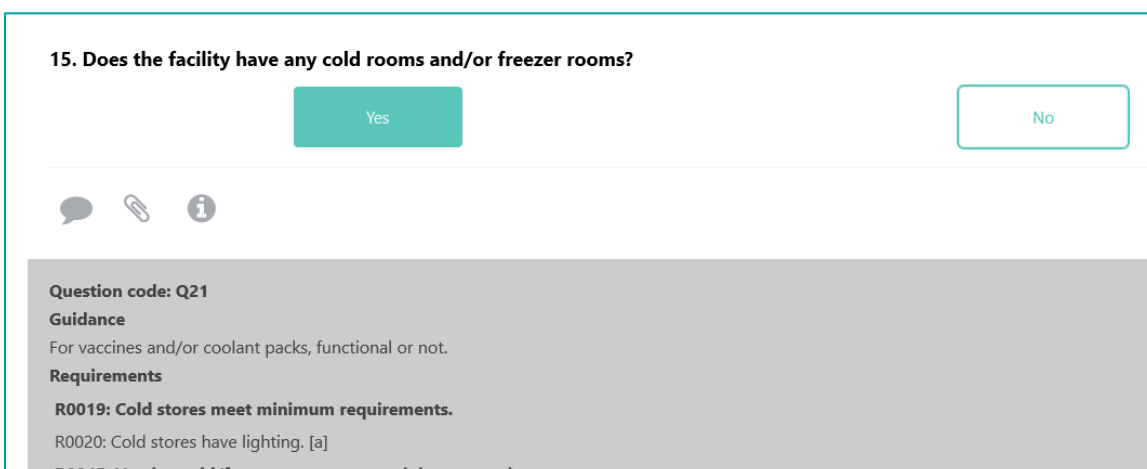 15. Does the facility have any cold rooms and/or freezer rooms?
Yes No
Question code: Q21
Guidance
For vaccines and/or coolant packs, functional or not.
Requirements
R0019: Cold stores meet minimum requirements.
R0020: Cold stores have lighting. [a]